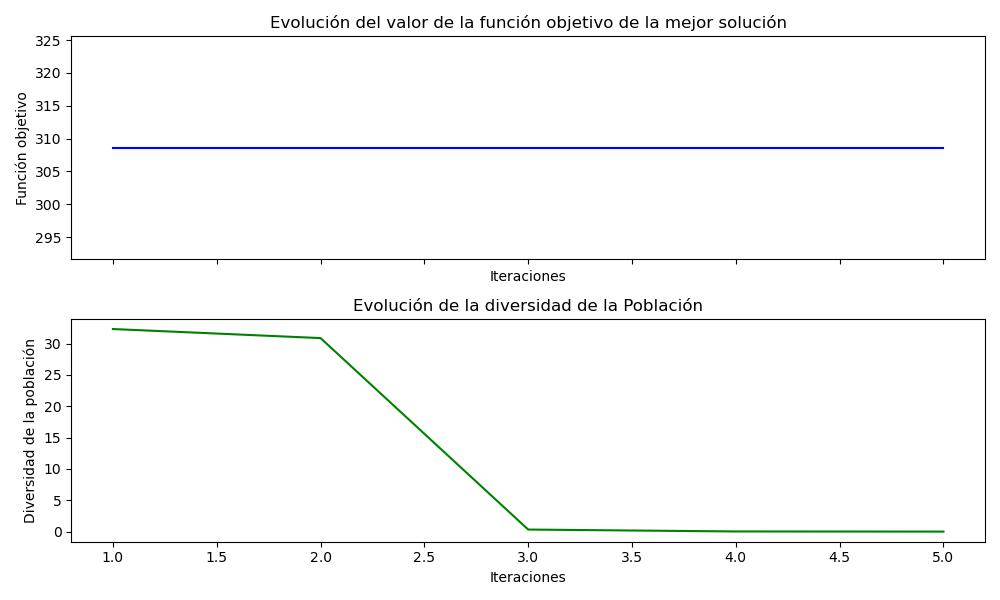 Evolución del valor de la función objetivo de la mejor solución
325
320
315
310
305
300
295
Función objetivo
Iteraciones
Evolución de la diversidad de la Población
30
25
20
15
10
5
0
Diversidad de la población
1.0 1.5 2.0 2.5 3.0 3.5 4.0 4.5 5.0
Iteraciones